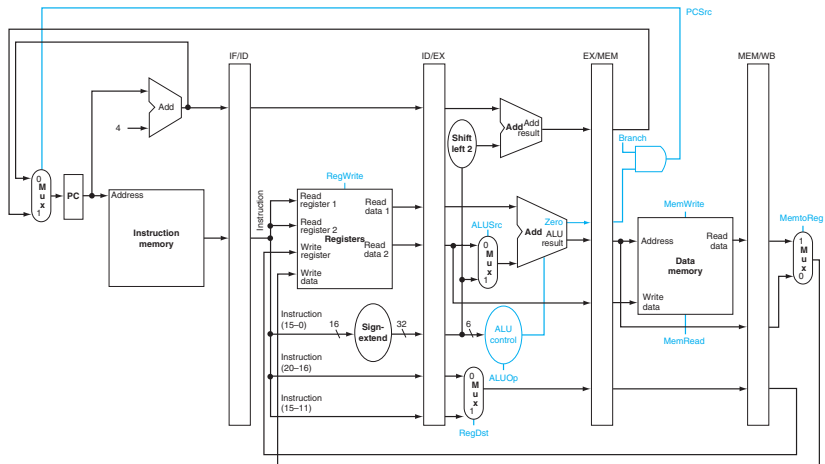 PCSrc
IF/ID
ID/EX
EX/MEM
MEM/WB
Add
4
Shift
left 2
Add
Add
result
Branch
0
M
u
x
1
PC
Address
Instruction
memory
Instruction
RegWrite
Read
register 1
Read
register 2
Write
register
Write
data
Registers
Read
data 1
Read
data 2
ALUSrc
0
M
u
x
1
Zero
Add
ALU
result
MemWrite
Address
Read
data
Data
memory
Write
data
MemRead
MemtoReg
1
M
u
x
0
Instruction
(15–0)
16
Sign-
extend
32
6
ALU
control
ALUOp
Instruction
(20–16)
Instruction
(15–11)
0
M
u
x
1
RegDst